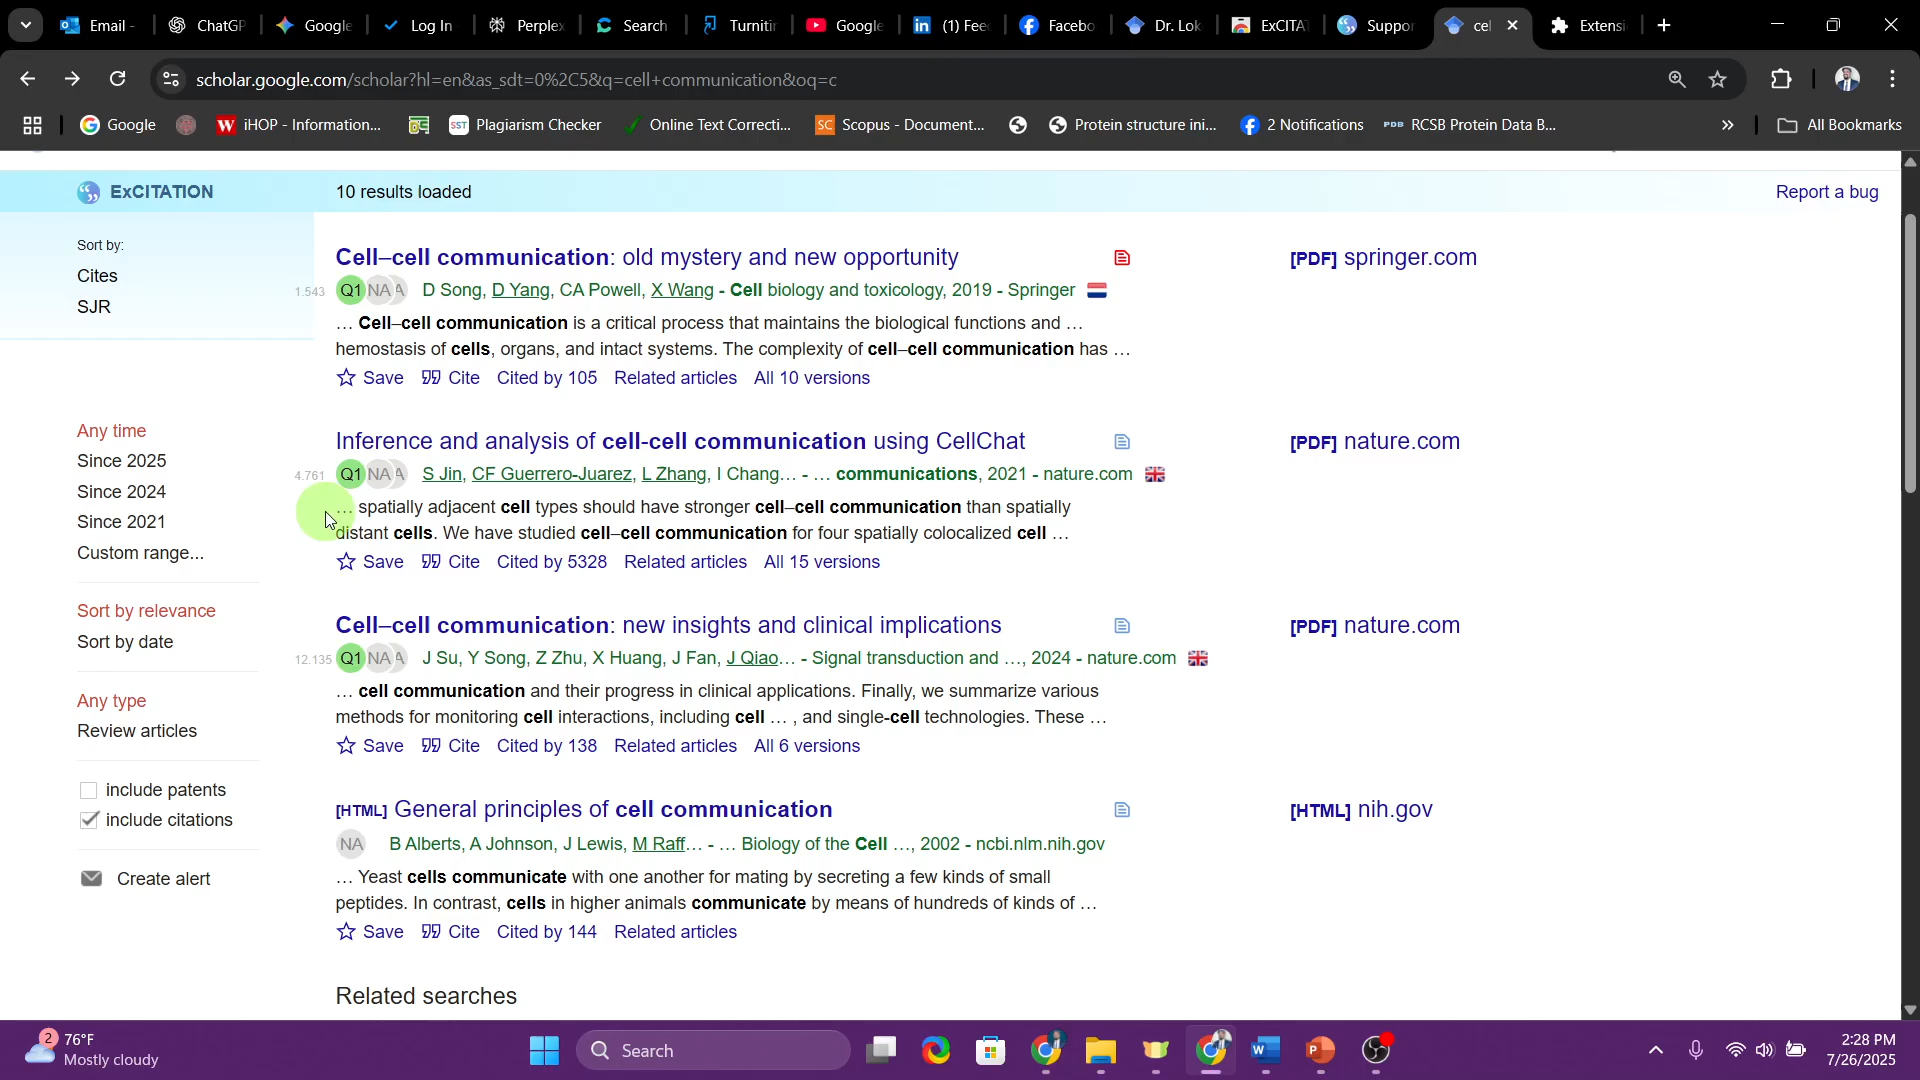 Email -
ChatGP
Google
Log In
Perplex
Search
Turnitin
Google
(1) Fee
Facebo
Dr. Lok
ExCITAT
Suppor
cel
Extensi
scholar.google.com/scholar?hl=en&as_sdt=0%2C5&q=cell+communication&oq=c
Google
iHOP - Information...
Plagiarism Checker
Online Text Correcti...
Scopus - Document...
Protein structure ini...
2 Notifications
RCSB Protein Data B...
All Bookmarks
ExCITATION
10 results loaded
Report a bug
Sort by:
Cites
SJR
Any time
Since 2025
Since 2024
Since 2021
Custom range...
Sort by relevance
Sort by date
Any type
Review articles
include patents
include citations
Create alert
Cell–cell communication: old mystery and new opportunity
[PDF] springer.com
1.543 Q1 NA D Song, D Yang, CA Powell, X Wang - Cell biology and toxicology, 2019 - Springer
... Cell–cell communication is a critical process that maintains the biological functions and ...
hemostasis of cells, organs, and intact systems. The complexity of cell–cell communication has ...
Save Cite Cited by 105 Related articles All 10 versions
Inference and analysis of cell-cell communication using CellChat
[PDF] nature.com
4.761 Q1 NA S Jin, CF Guerrero-Juarez, L Zhang, I Chang... - ... communications, 2021 - nature.com
... spatially adjacent cell types should have stronger cell–cell communication than spatially
distant cells. We have studied cell–cell communication for four spatially colocalized cell ...
Save Cite Cited by 5328 Related articles All 15 versions
Cell–cell communication: new insights and clinical implications
[PDF] nature.com
12.135 Q1 NA J Su, Y Song, Z Zhu, X Huang, J Fan, J Qiao... - Signal transduction and ..., 2024 - nature.com
... cell communication and their progress in clinical applications. Finally, we summarize various
methods for monitoring cell interactions, including cell ... , and single-cell technologies. These ...
Save Cite Cited by 138 Related articles All 6 versions
[HTML] General principles of cell communication
[HTML] nih.gov
NA B Alberts, A Johnson, J Lewis, M Raff... - ... Biology of the Cell ..., 2002 - ncbi.nlm.nih.gov
... Yeast cells communicate with one another for mating by secreting a few kinds of small
peptides. In contrast, cells in higher animals communicate by means of hundreds of kinds of ...
Save Cite Cited by 144 Related articles
Related searches
2
76°F
Mostly cloudy
Search
2:28 PM
7/26/2025